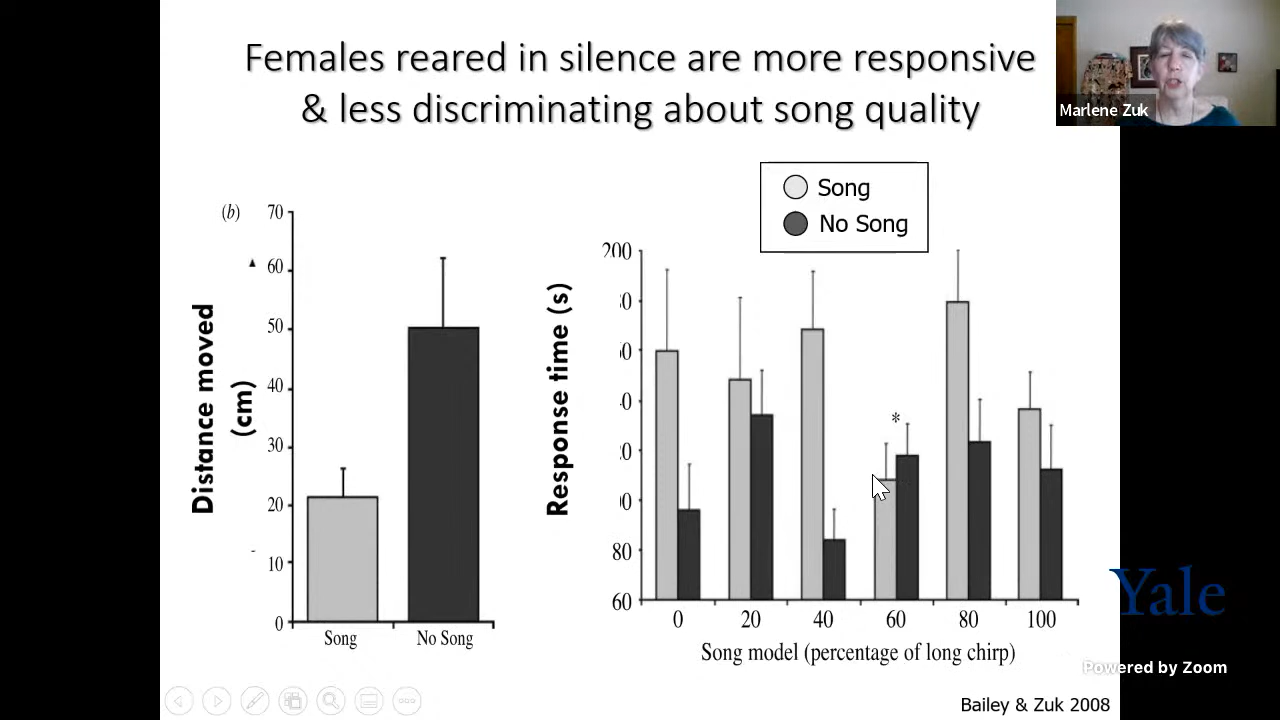 Females reared in silence are more responsive
& less discriminating about song quality
Marlene Zuk
Song
No Song
(b)
70
60
50
40
30
20
10
0
Distance moved
(cm)
Song
No Song
200
80
60
Response time (s)
*
0 20 40 60 80 100
Song model (percentage of long chirp)
Yale
Powered by Zoom
Bailey & Zuk 2008